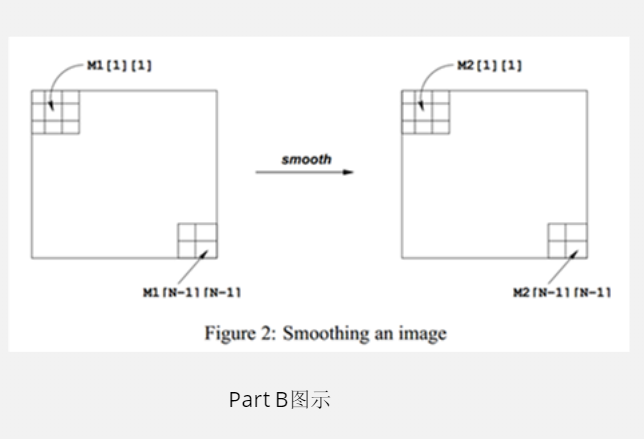 M1[1][1] M2[1][1]
smooth
M1[N-1][N-1] M2[N-1][N-1]
Figure 2: Smoothing an image
Part B图示